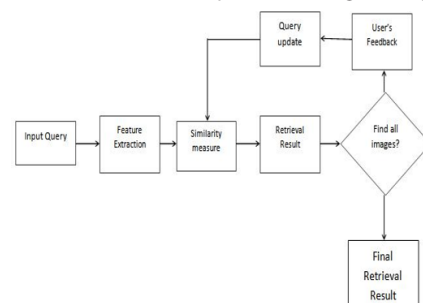 Query
update
User's
Feedback
Input Query
Feature
Extraction
Similarity
measure
Retrieval
Result
Find all
images?
Final
Retrieval
Result